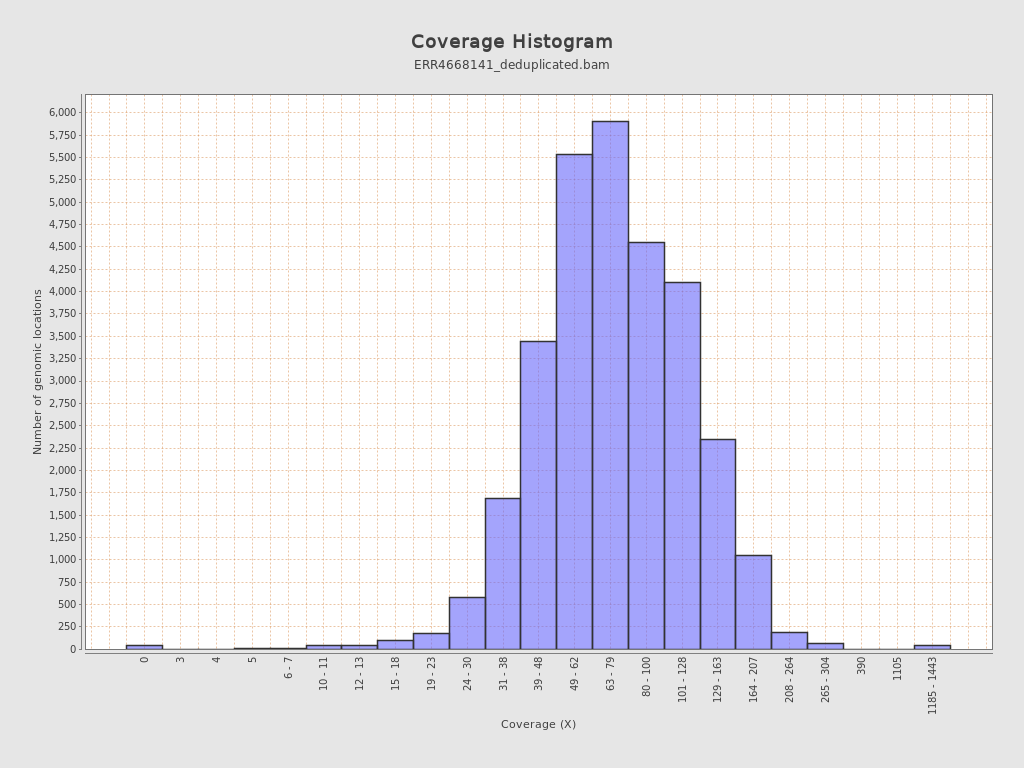 Coverage Histogram
ERR4668141_deduplicated.bam
Number of genomic locations
6,000
5,750
5,500
5,250
5,000
4,750
4,500
4,250
4,000
3,750
3,500
3,250
3,000
2,750
2,500
2,250
2,000
1,750
1,500
1,250
1,000
750
500
250
0
0
3
4
5
6 - 7
10 - 11
12 - 13
15 - 18
19 - 23
24 - 30
31 - 38
39 - 48
49 - 62
63 - 79
80 - 100
101 - 128
129 - 163
164 - 207
208 - 264
265 - 304
390
1105
1185 - 1443
Coverage (X)